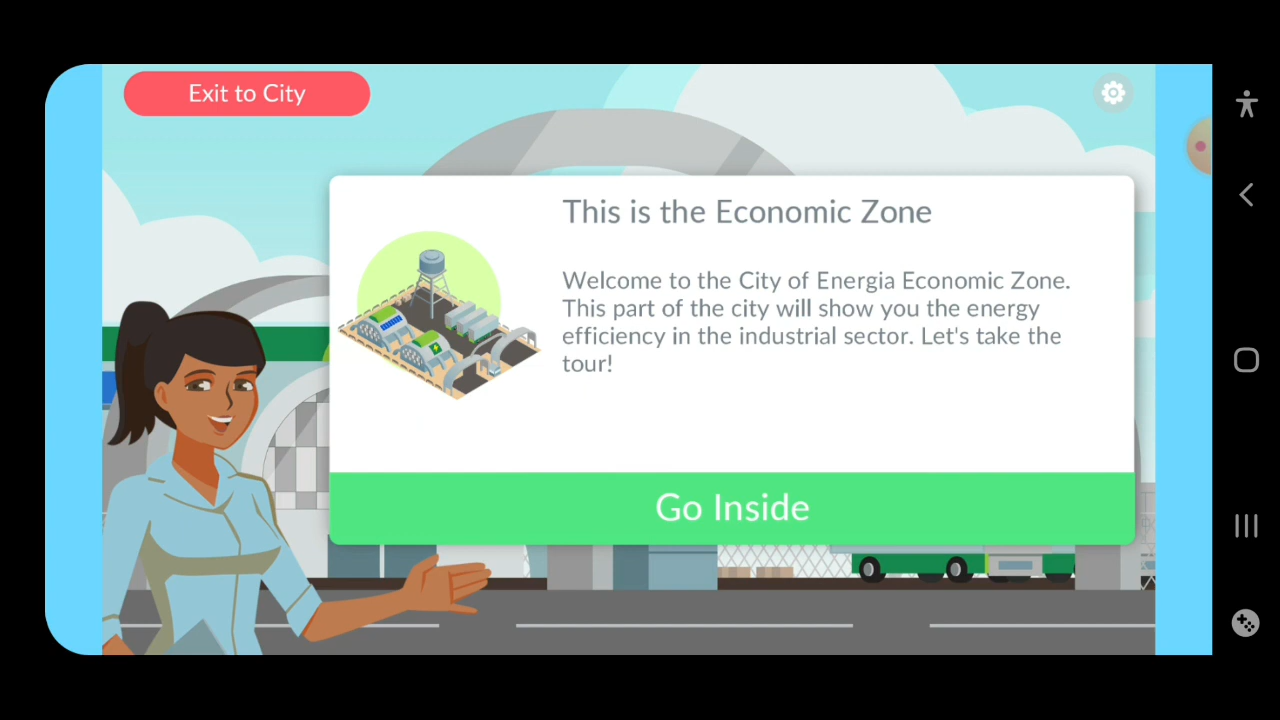 Exit to City
This is the Economic Zone
Welcome to the City of Energia Economic Zone.
This part of the city will show you the energy
efficiency in the industrial sector. Let's take the
tour!
Go Inside